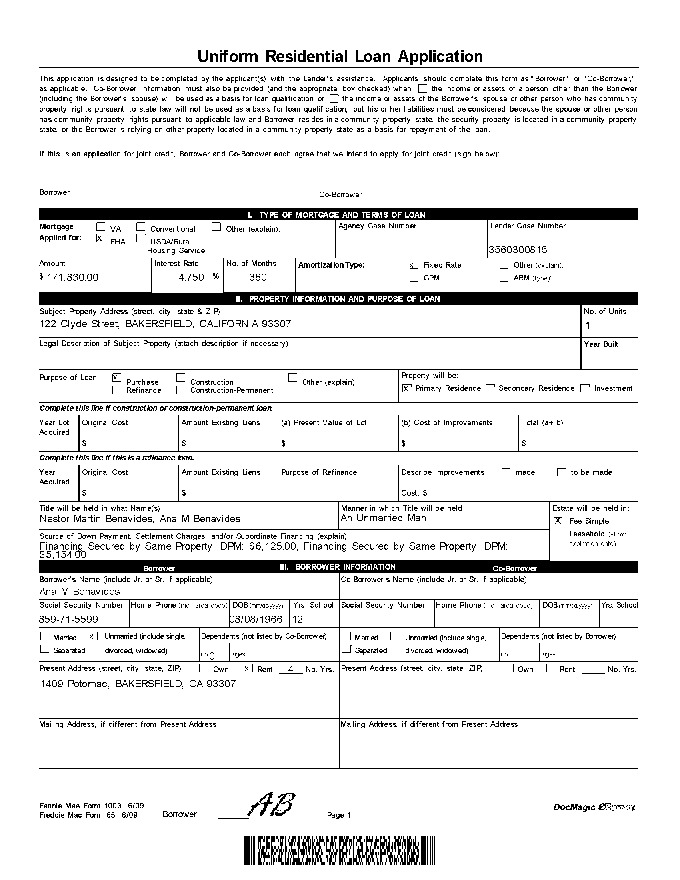 Uniform Residential Loan Application
This application is designed to be completed by the applicant(s) with the Lender's assistance. Applicants should complete this form as "Borrower" or "Co-Borrower,"
as applicable. Co-Borrower information must also be provided (and the appropriate box checked) when the income or assets of a person other than the Borrower
(including the Borrower's spouse) will be used as a basis for loan qualification or the income or assets of the Borrower's spouse or other person who has community
property rights pursuant to state law will not be used as a basis for loan qualification, but his or her liabilities must be considered because the spouse or other person
has community property rights pursuant to applicable law and Borrower resides in a community property state, the security property is located in a community property
state, or the Borrower is relying on other property located in a community property state as a basis for repayment of the loan.
If this is an application for joint credit, Borrower and Co-Borrower each agree that we intend to apply for joint credit (sign below):
Borrower Co-Borrower
I. TYPE OF MORTGAGE AND TERMS OF LOAN
Mortgage Applied for: VA Conventional Other (explain): Agency Case Number Lender Case Number
X FHA USDA/Rural Housing Service
Amount Interest Rate No. of Months Amortization Type: X Fixed Rate Other (explain):
$ 4.750 % 360 GPM ARM (type):
II. PROPERTY INFORMATION AND PURPOSE OF LOAN
Subject Property Address (street, city, state & ZIP) No. of Units
122 Clyde Street, BAKERSFIELD, CALIFORNIA 93307 1
Legal Description of Subject Property (attach description if necessary) Year Built
Purpose of Loan X Purchase Construction Other (explain): Property will be:
Refinance Construction-Permanent X Primary Residence Secondary Residence Investment
Complete this line if construction or construction-permanent loan.
Year Lot Acquired Original Cost Amount Existing Liens (a) Present Value of Lot (b) Cost of Improvements Total (a+b)
$ $ $ $ $
Complete this line if this is a refinance loan.
Year Acquired Original Cost Amount Existing Liens Purpose of Refinance Describe Improvements made to be made
$ $ Cost: $
Title will be held in what Name(s) Manner in which Title will be held Estate will be held in:
Nestor Martin Benavides, Ana M Benavides An Unmarried Man X Fee Simple
Source of Down Payment, Settlement Charges, and/or Subordinate Financing (explain) Leasehold (show expiration date)
Financing Secured by Same Property DPM: $6,125.00, Financing Secured by Same Property DPM:
$5,154.00
Borrower III. BORROWER INFORMATION Co-Borrower
Borrower's Name (include Jr. or Sr. if applicable) Co-Borrower's Name (include Jr. or Sr. if applicable)
Ana M Benavides
Social Security Number Home Phone (incl. area code) DOB (mm/dd/yyyy) Yrs. School Social Security Number Home Phone (incl. area code) DOB (mm/dd/yyyy) Yrs. School
859-71-5599 12
Married X Unmarried (include single, Dependents (not listed by Co-Borrower) Married Unmarried (include single, Dependents (not listed by Borrower)
Separated divorced, widowed) no. ages Separated divorced, widowed) no. ages
Present Address (street, city, state, ZIP) Own X Rent No. Yrs. Present Address (street, city, state, ZIP) Own Rent No. Yrs.
1409 Potomac, BAKERSFIELD, CA 93307
Mailing Address, if different from Present Address Mailing Address, if different from Present Address
Fannie Mae Form 1003 6/09
Freddie Mac Form 65 6/09 Borrower AB Page 1 DocMagic